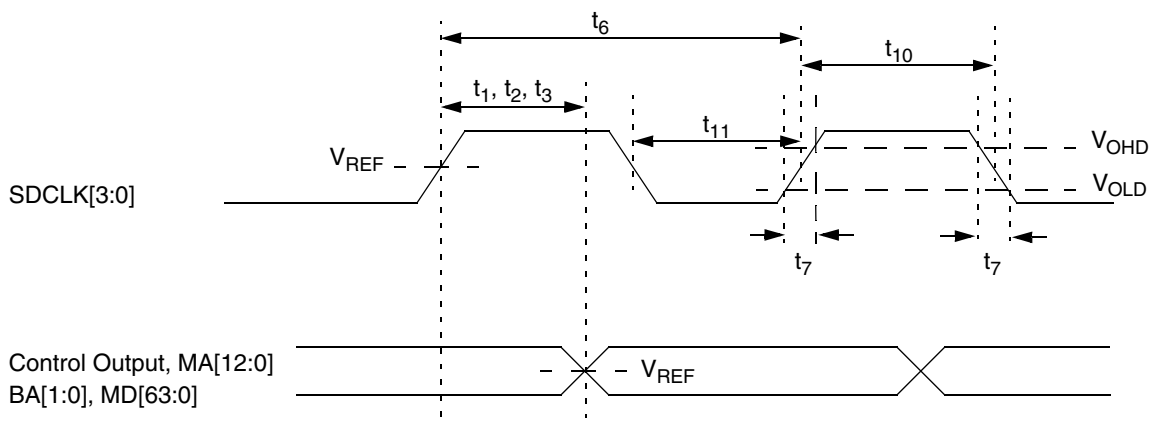 t6
t10
t1, t2, t3
t11
VREF
VOHD
SDCLK[3:0]
VOLD
t7
t7
Control Output, MA[12:0]
BA[1:0], MD[63:0]
VREF